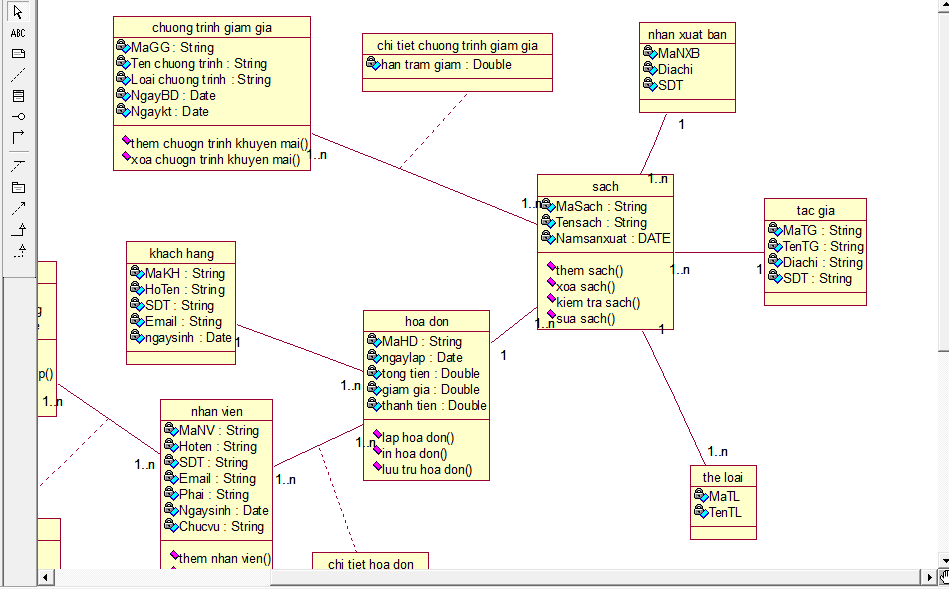 ABC
chuong trinh giam gia
MaGG : String
Ten chuong trinh : String
Loai chuong trinh : String
NgayBD : Date
Ngaykt : Date
them chuogn trinh khuyen mai()
xoa chuogn trinh khuyen mai()
1..n
chi tiet chuong trinh giam gia
han tram giam : Double
nhan xuat ban
MaNXB
Diachi
SDT
1
1..n
1..n
sach
MaSach : String
Tensach : String
Namsanxuat : DATE
them sach()
xoa sach()
kiem tra sach()
sua sach()
1..n
1
1..n
1
tac gia
MaTG : String
TenTG : String
Diachi : String
SDT : String
khach hang
MaKH : String
HoTen : String
SDT : String
Email : String
ngaysinh : Date
1
1..n
hoa don
MaHD : String
ngaylap : Date
tong tien : Double
giam gia : Double
thanh tien : Double
lap hoa don()
in hoa don()
luu tru hoa don()
1
1..n
1..n
p()
1..n
1..n
nhan vien
MaNV : String
Hoten : String
SDT : String
Email : String
Phai : String
Ngaysinh : Date
Chucvu : String
them nhan vien()
1..n
the loai
MaTL
TenTL
chi tiet hoa don